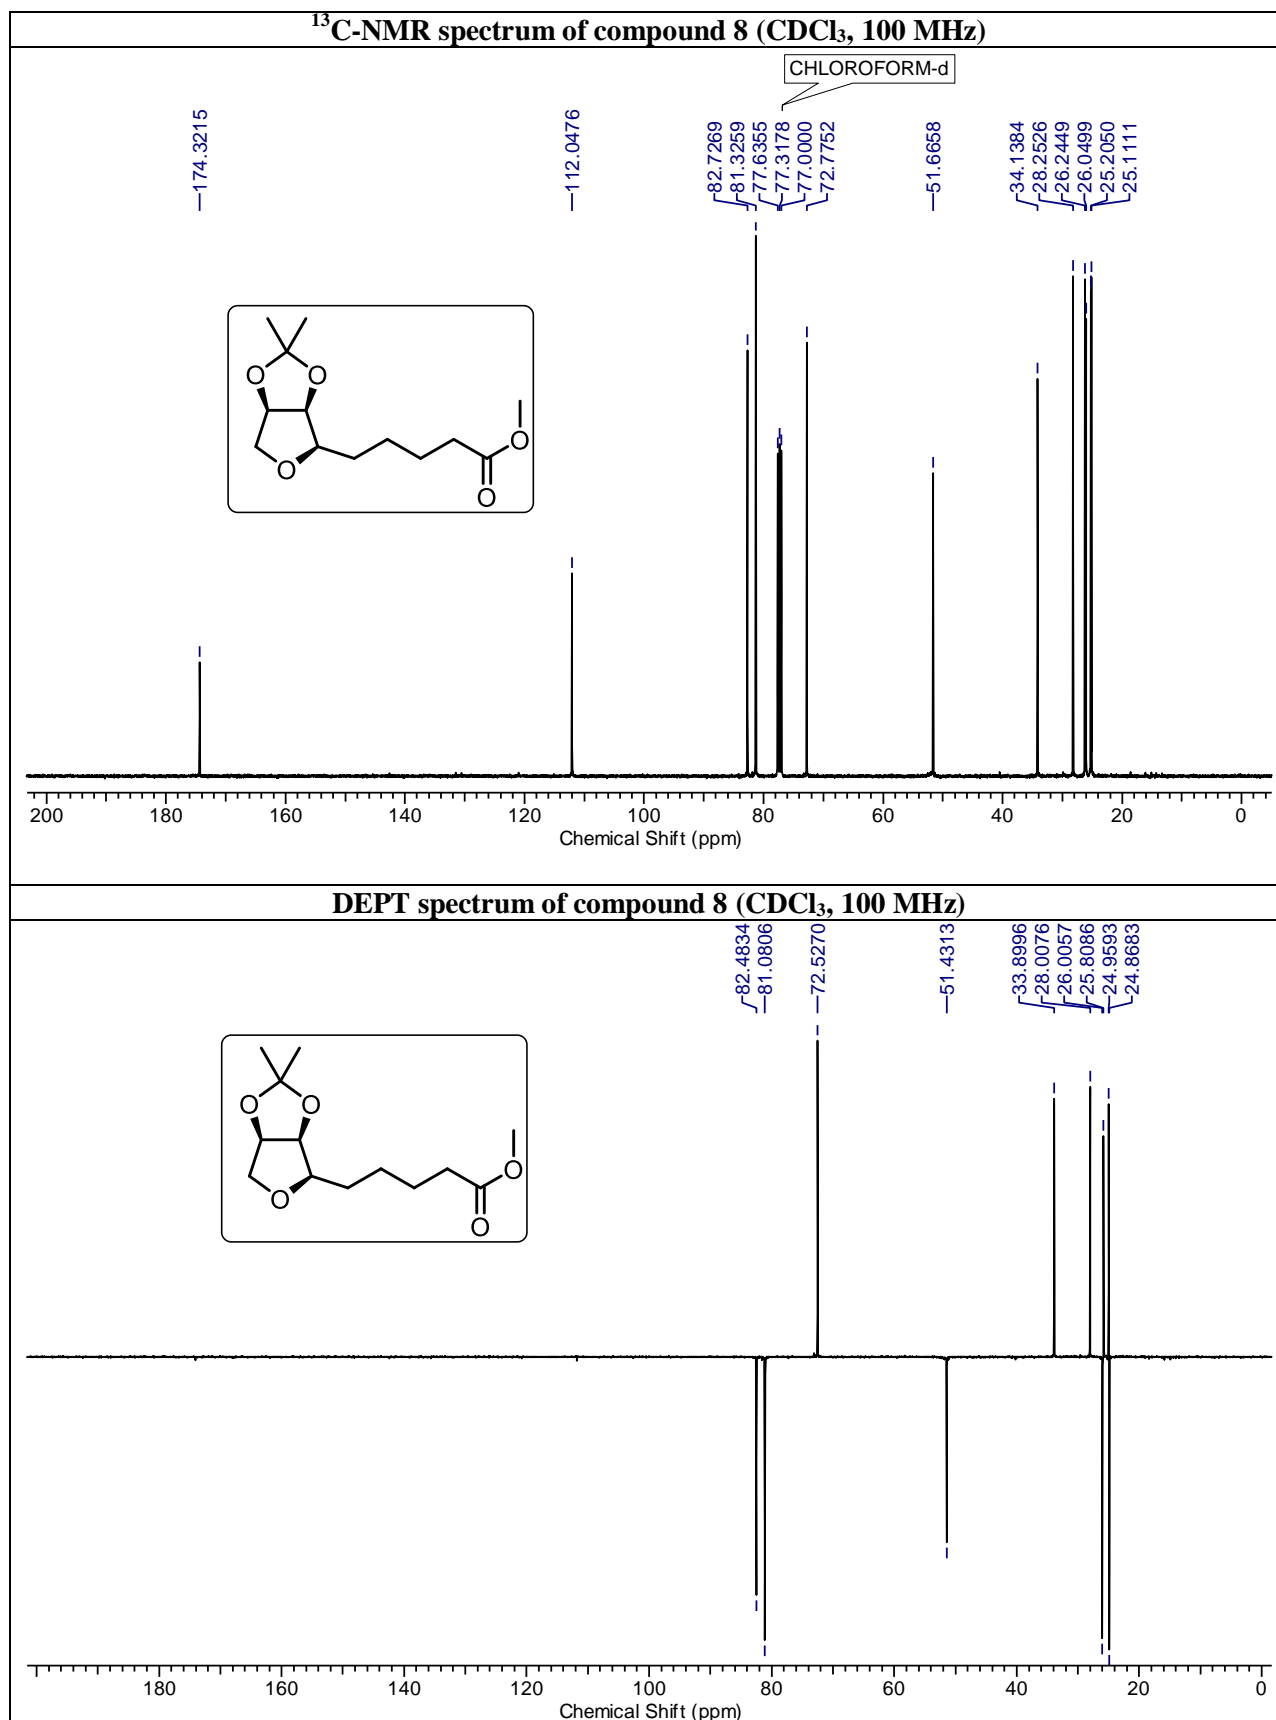 ¹³C-NMR spectrum of compound 8 (CDCl₃, 100 MHz)
CHLOROFORM-d
174.3215
112.0476
82.7269
81.3259
77.6355
77.3178
77.0000
72.7752
51.6658
34.1384
28.2526
26.2449
26.0499
25.2050
25.1111
O O
O
O
O
200 180 160 140 120 100 80 60 40 20 0
Chemical Shift (ppm)
DEPT spectrum of compound 8 (CDCl₃, 100 MHz)
82.4834
81.0806
72.5270
51.4313
33.8996
28.0076
26.0057
25.8086
24.9593
24.8683
O O
O
O
O
180 160 140 120 100 80 60 40 20 0
Chemical Shift (ppm)